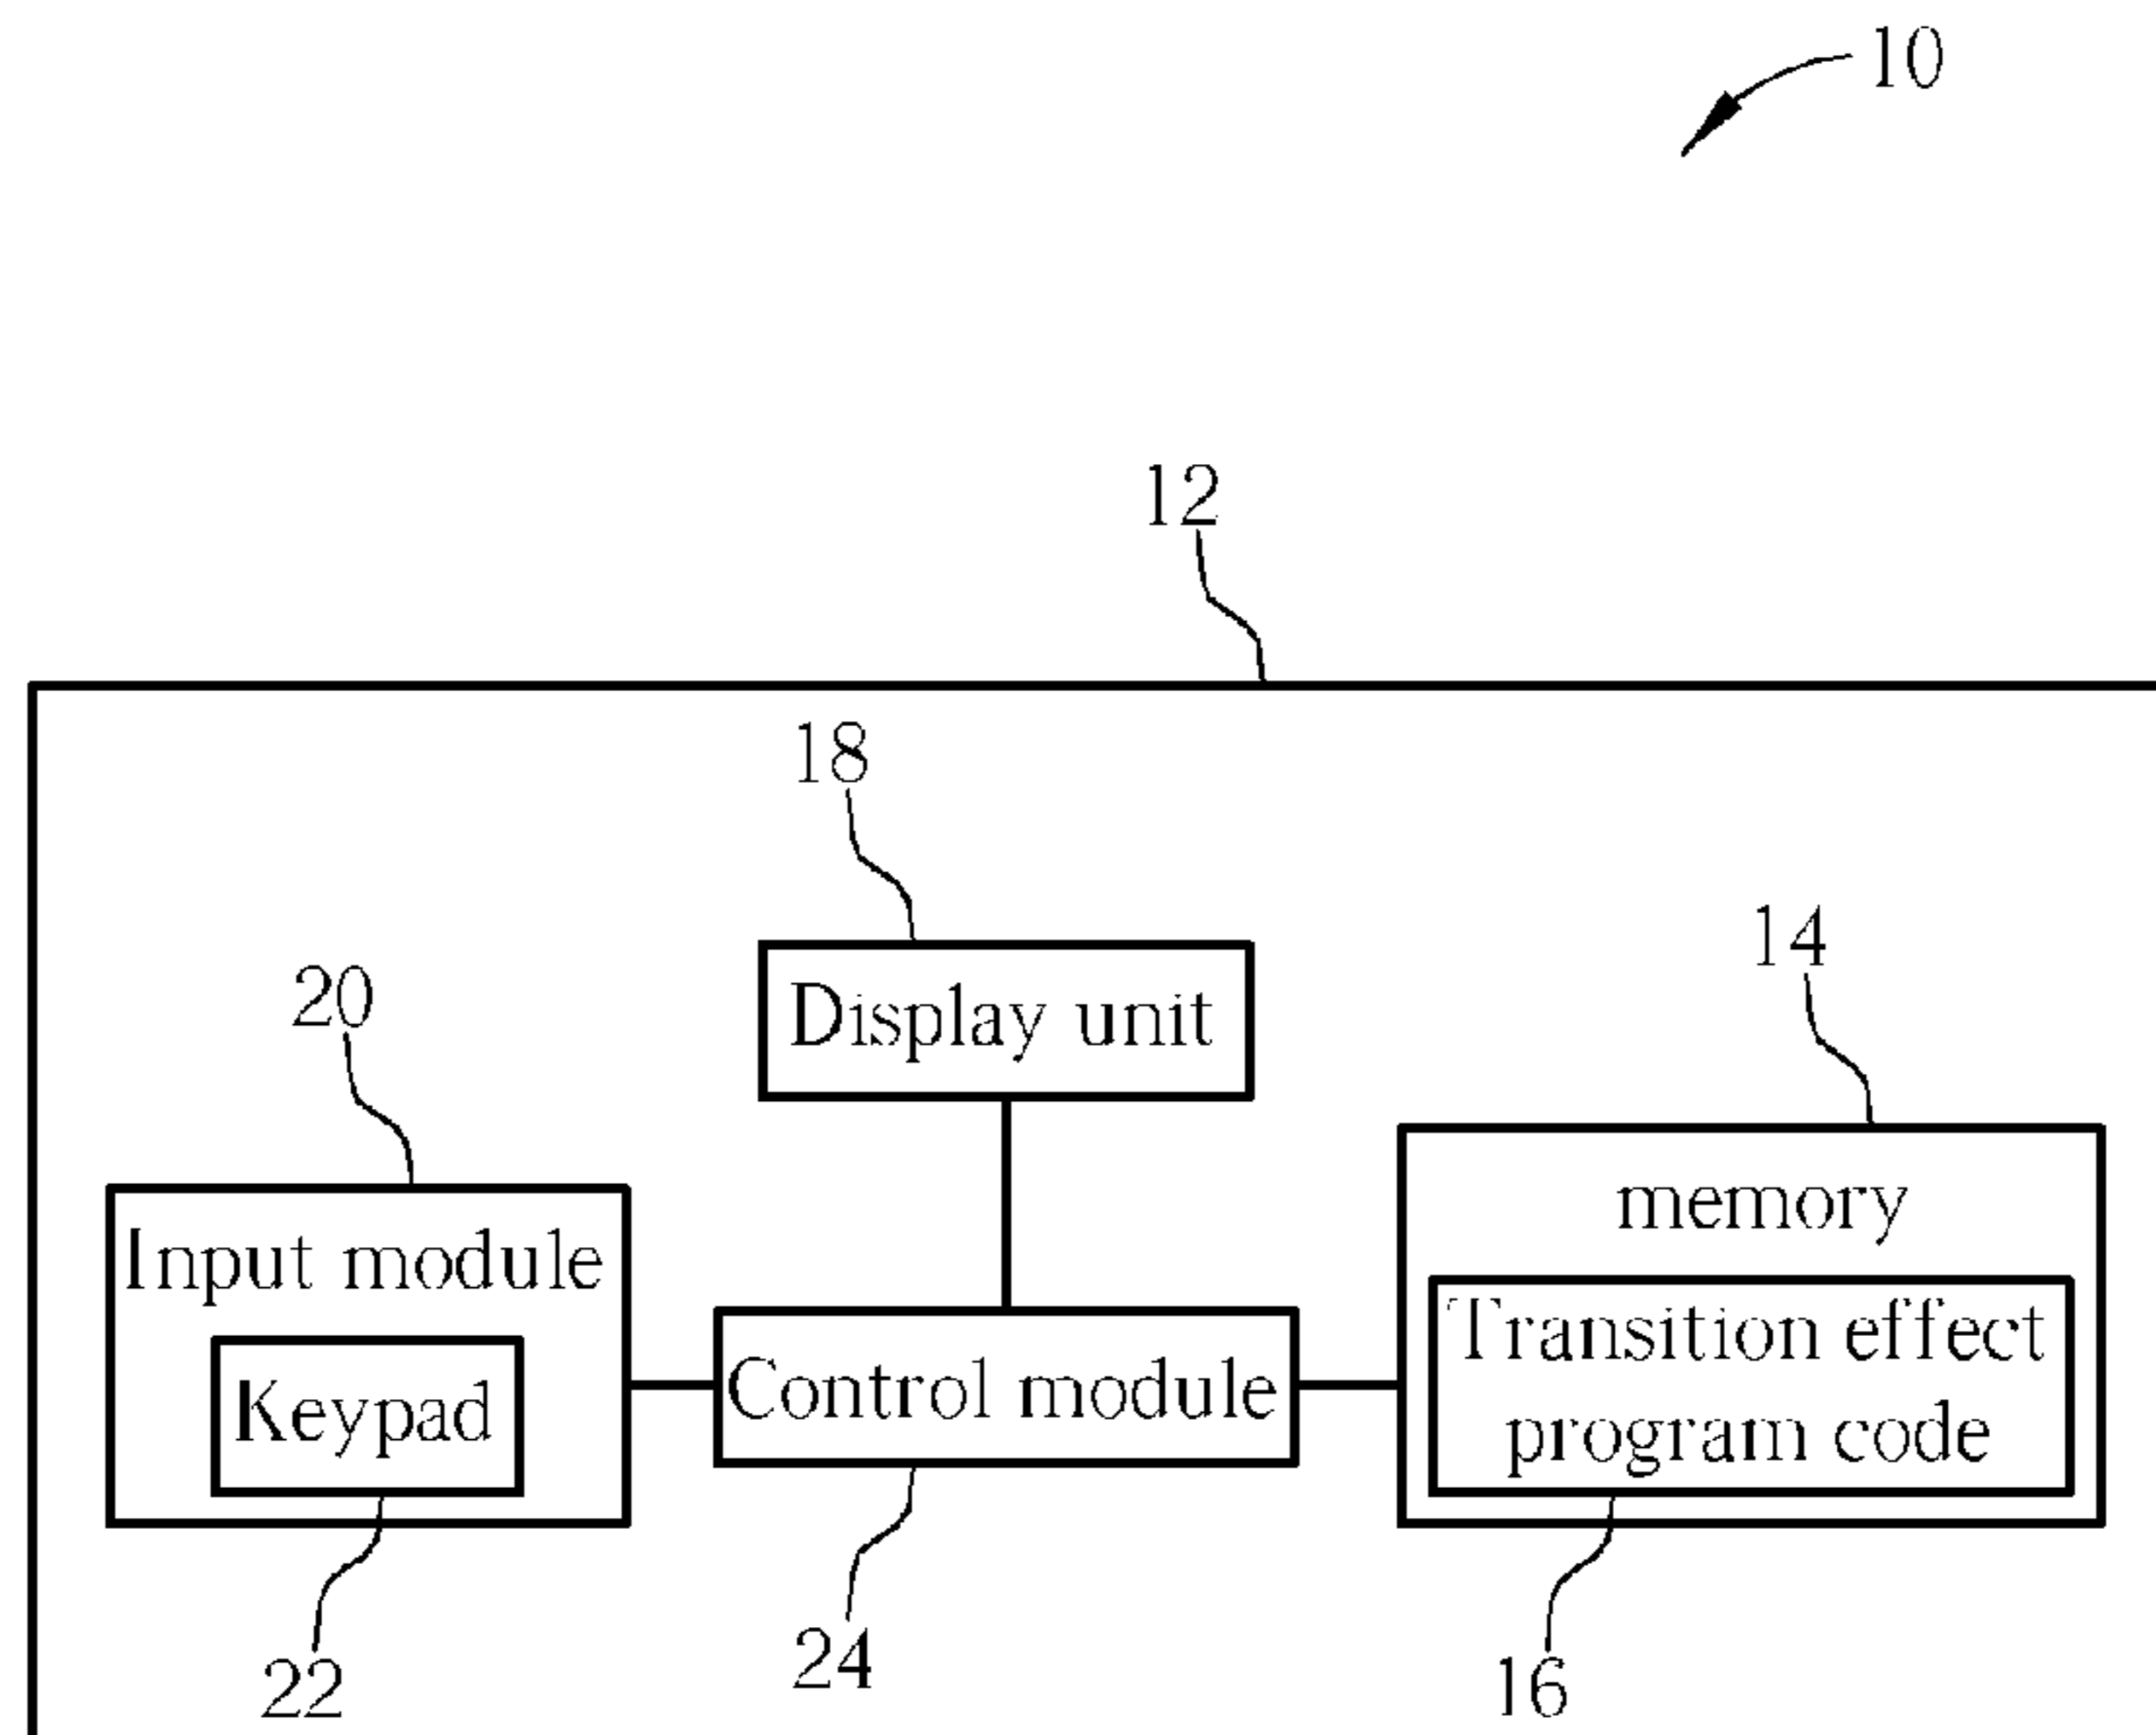 10
12
18
14
20
Display unit
memory
Input module
Transition effect
program code
Control module
Keypad
24
22
16